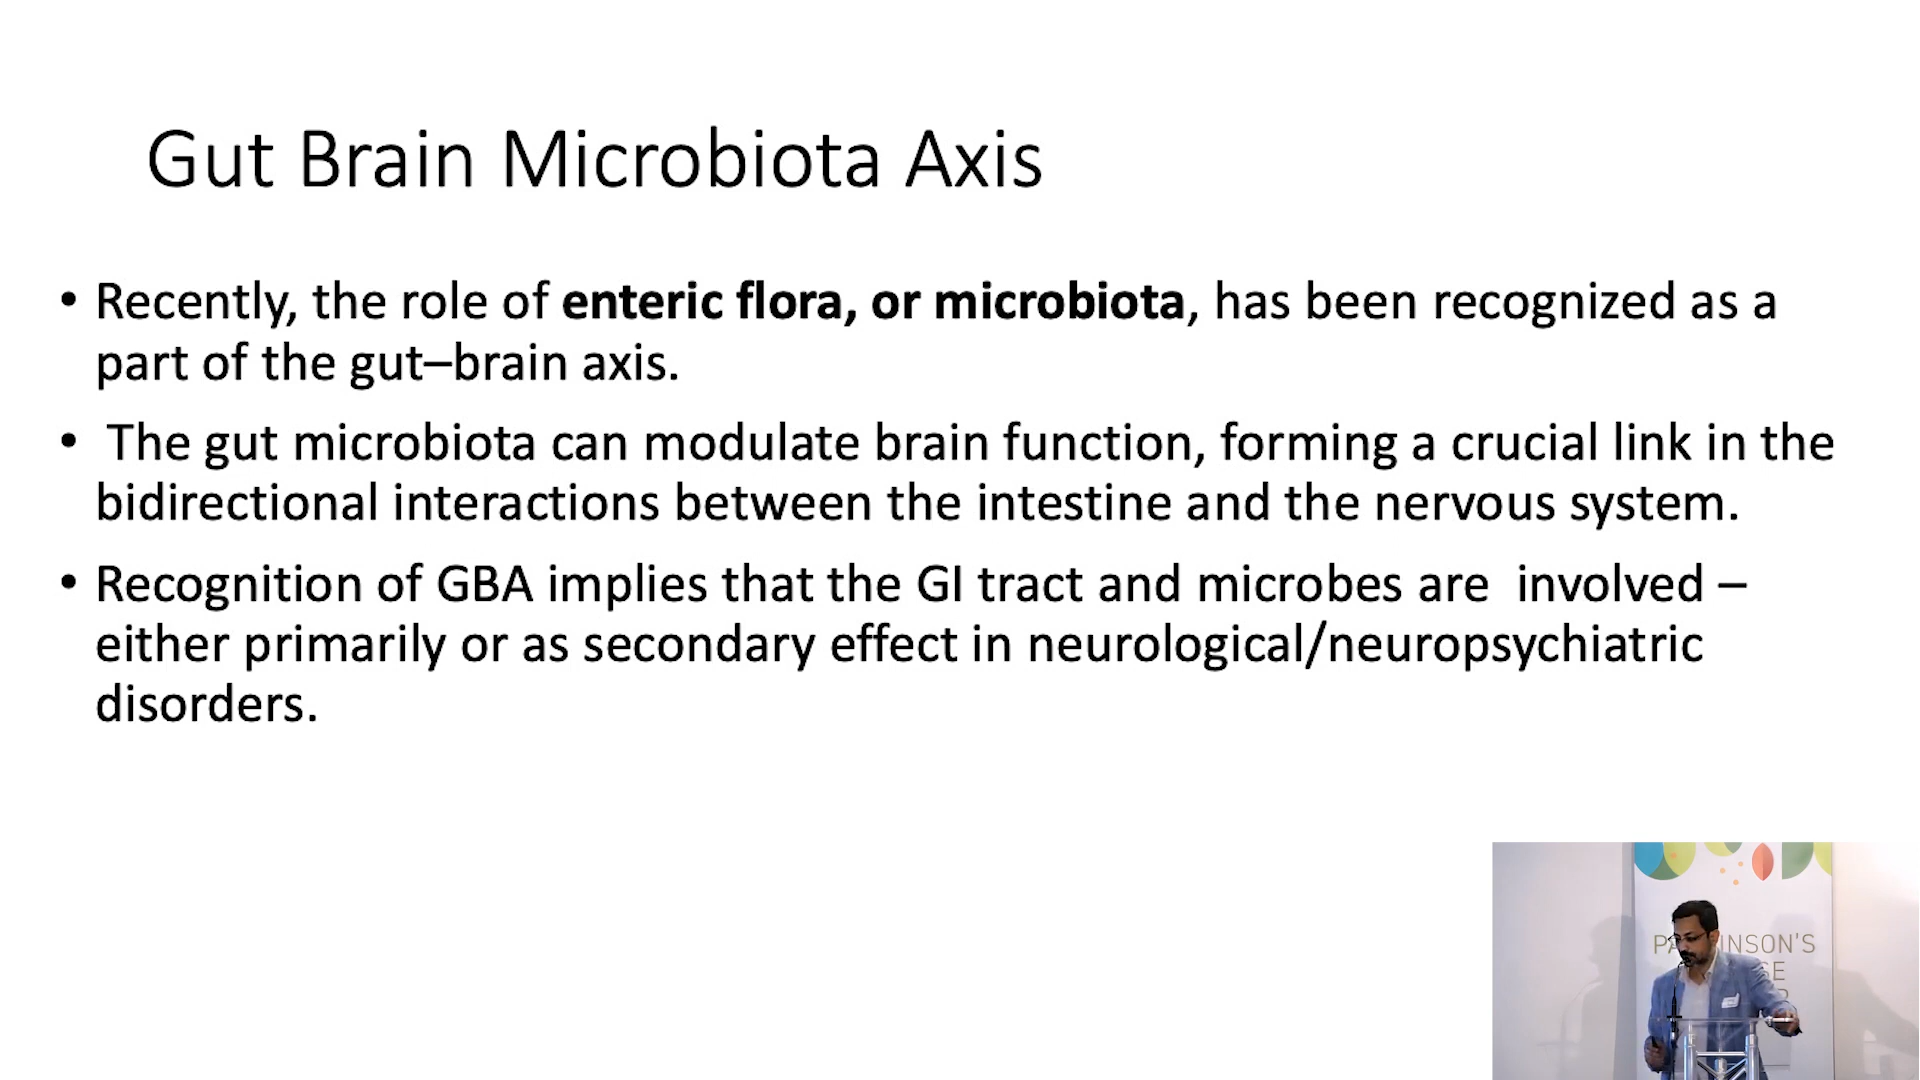 Gut Brain Microbiota Axis
• Recently, the role of enteric flora, or microbiota, has been recognized as a
part of the gut–brain axis.
• The gut microbiota can modulate brain function, forming a crucial link in the
bidirectional interactions between the intestine and the nervous system.
• Recognition of GBA implies that the GI tract and microbes are  involved –
either primarily or as secondary effect in neurological/neuropsychiatric
disorders.